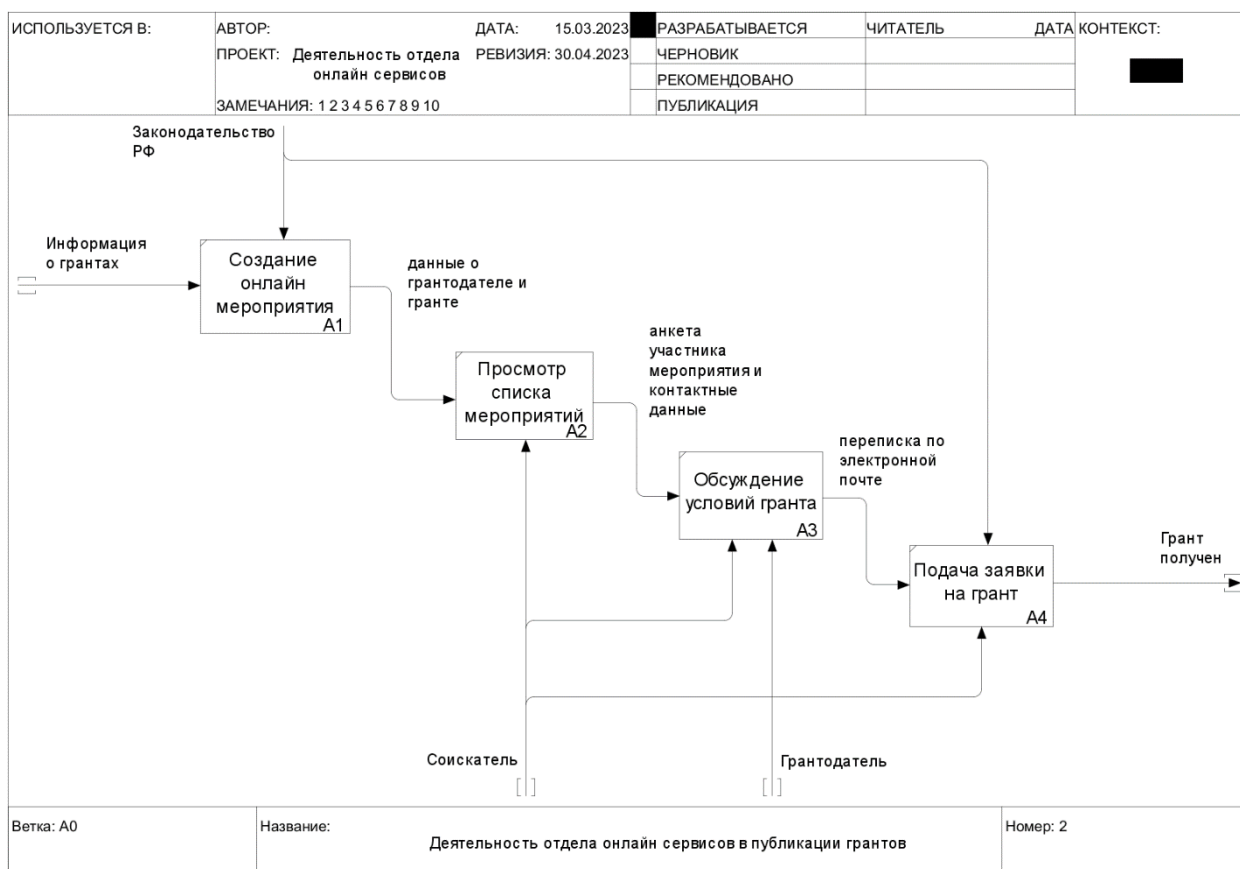 ИСПОЛЬЗУЕТСЯ В:
АВТОР:
ДАТА: 15.03.2023
РАЗРАБАТЫВАЕТСЯ
ЧИТАТЕЛЬ
ДАТА
КОНТЕКСТ:
ПРОЕКТ: Деятельность отдела
онлайн сервисов
РЕВИЗИЯ: 30.04.2023
ЧЕРНОВИК
РЕКОМЕНДОВАНО
ЗАМЕЧАНИЯ: 1 2 3 4 5 6 7 8 9 10
ПУБЛИКАЦИЯ
Законодательство
РФ
Информация
о грантах
Создание
онлайн
мероприятия
A1
данные о
грантодателе и
гранте
Просмотр
списка
мероприятий
A2
анкета
участника
мероприятия и
контактные
данные
Обсуждение
условий гранта
A3
переписка по
электронной
почте
Подача заявки
на грант
A4
Грант
получен
Соискатель
Грантодатель
Ветка: A0
Название:
Деятельность отдела онлайн сервисов в публикации грантов
Номер: 2